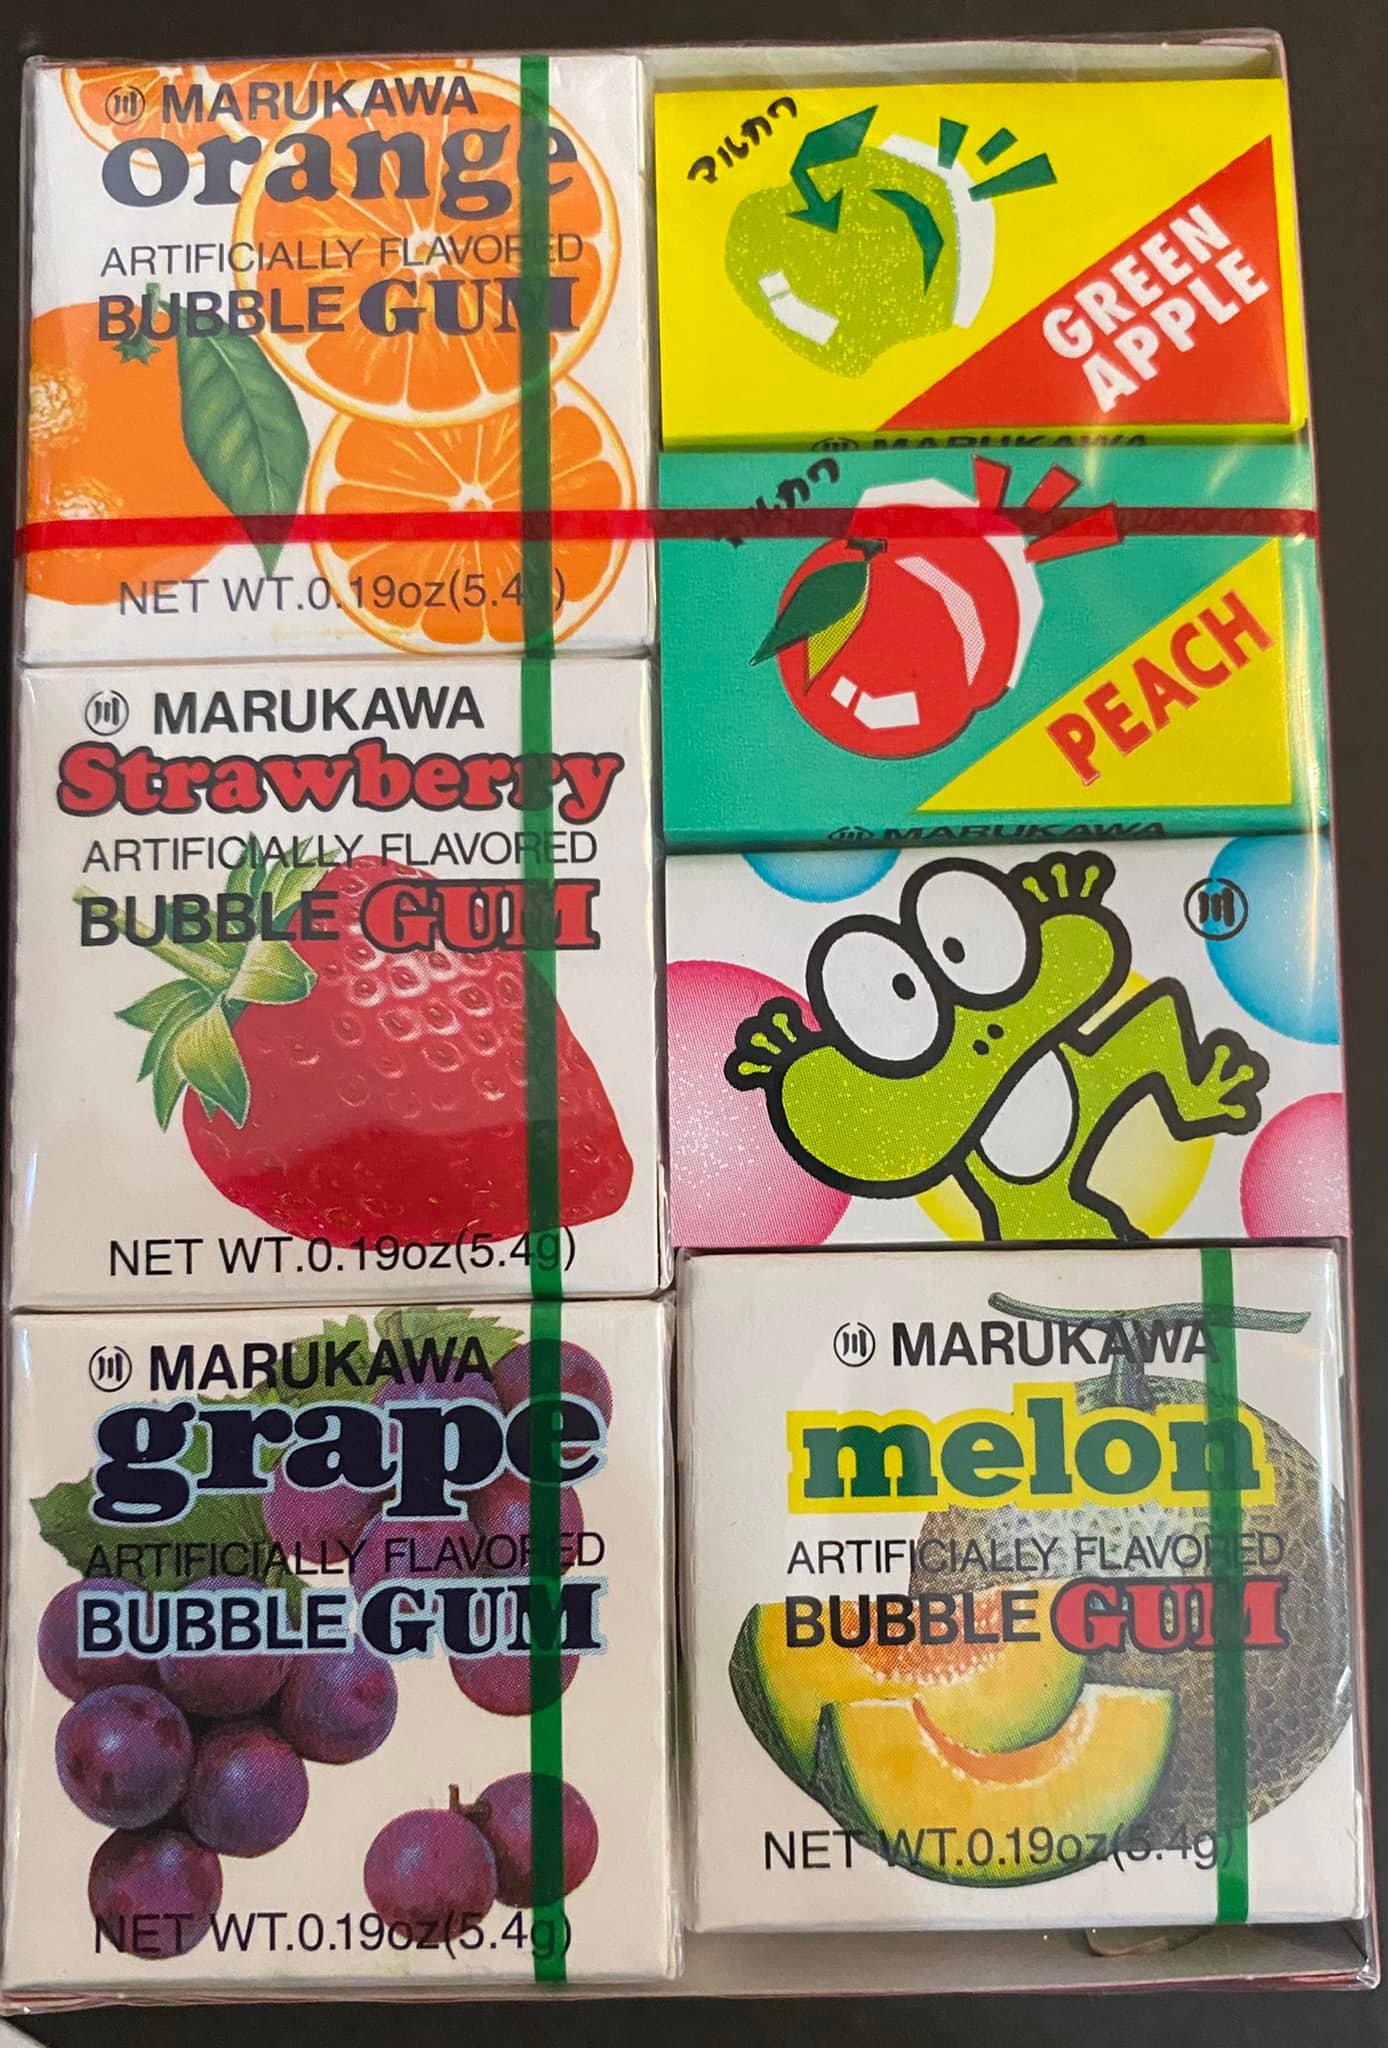 MARUKAWA
orange
ARTIFICIALLY FLAVORED
BUBBLE GUM
NET WT.0.19oz(5.4g)
MARUKAWA
Strawberry
ARTIFICIALLY FLAVORED
BUBBLE GUM
NET WT.0.19oz(5.4g)
MARUKAWA
grape
ARTIFICIALLY FLAVORED
BUBBLE GUM
NET WT.0.19oz(5.4g)
マルカワ
GREEN
APPLE
MARUKAWA
マルカワ
PEACH
MARUKAWA
MARUKAWA
melon
ARTIFICIALLY FLAVORED
BUBBLE GUM
NET WT.0.19oz(5.4g)